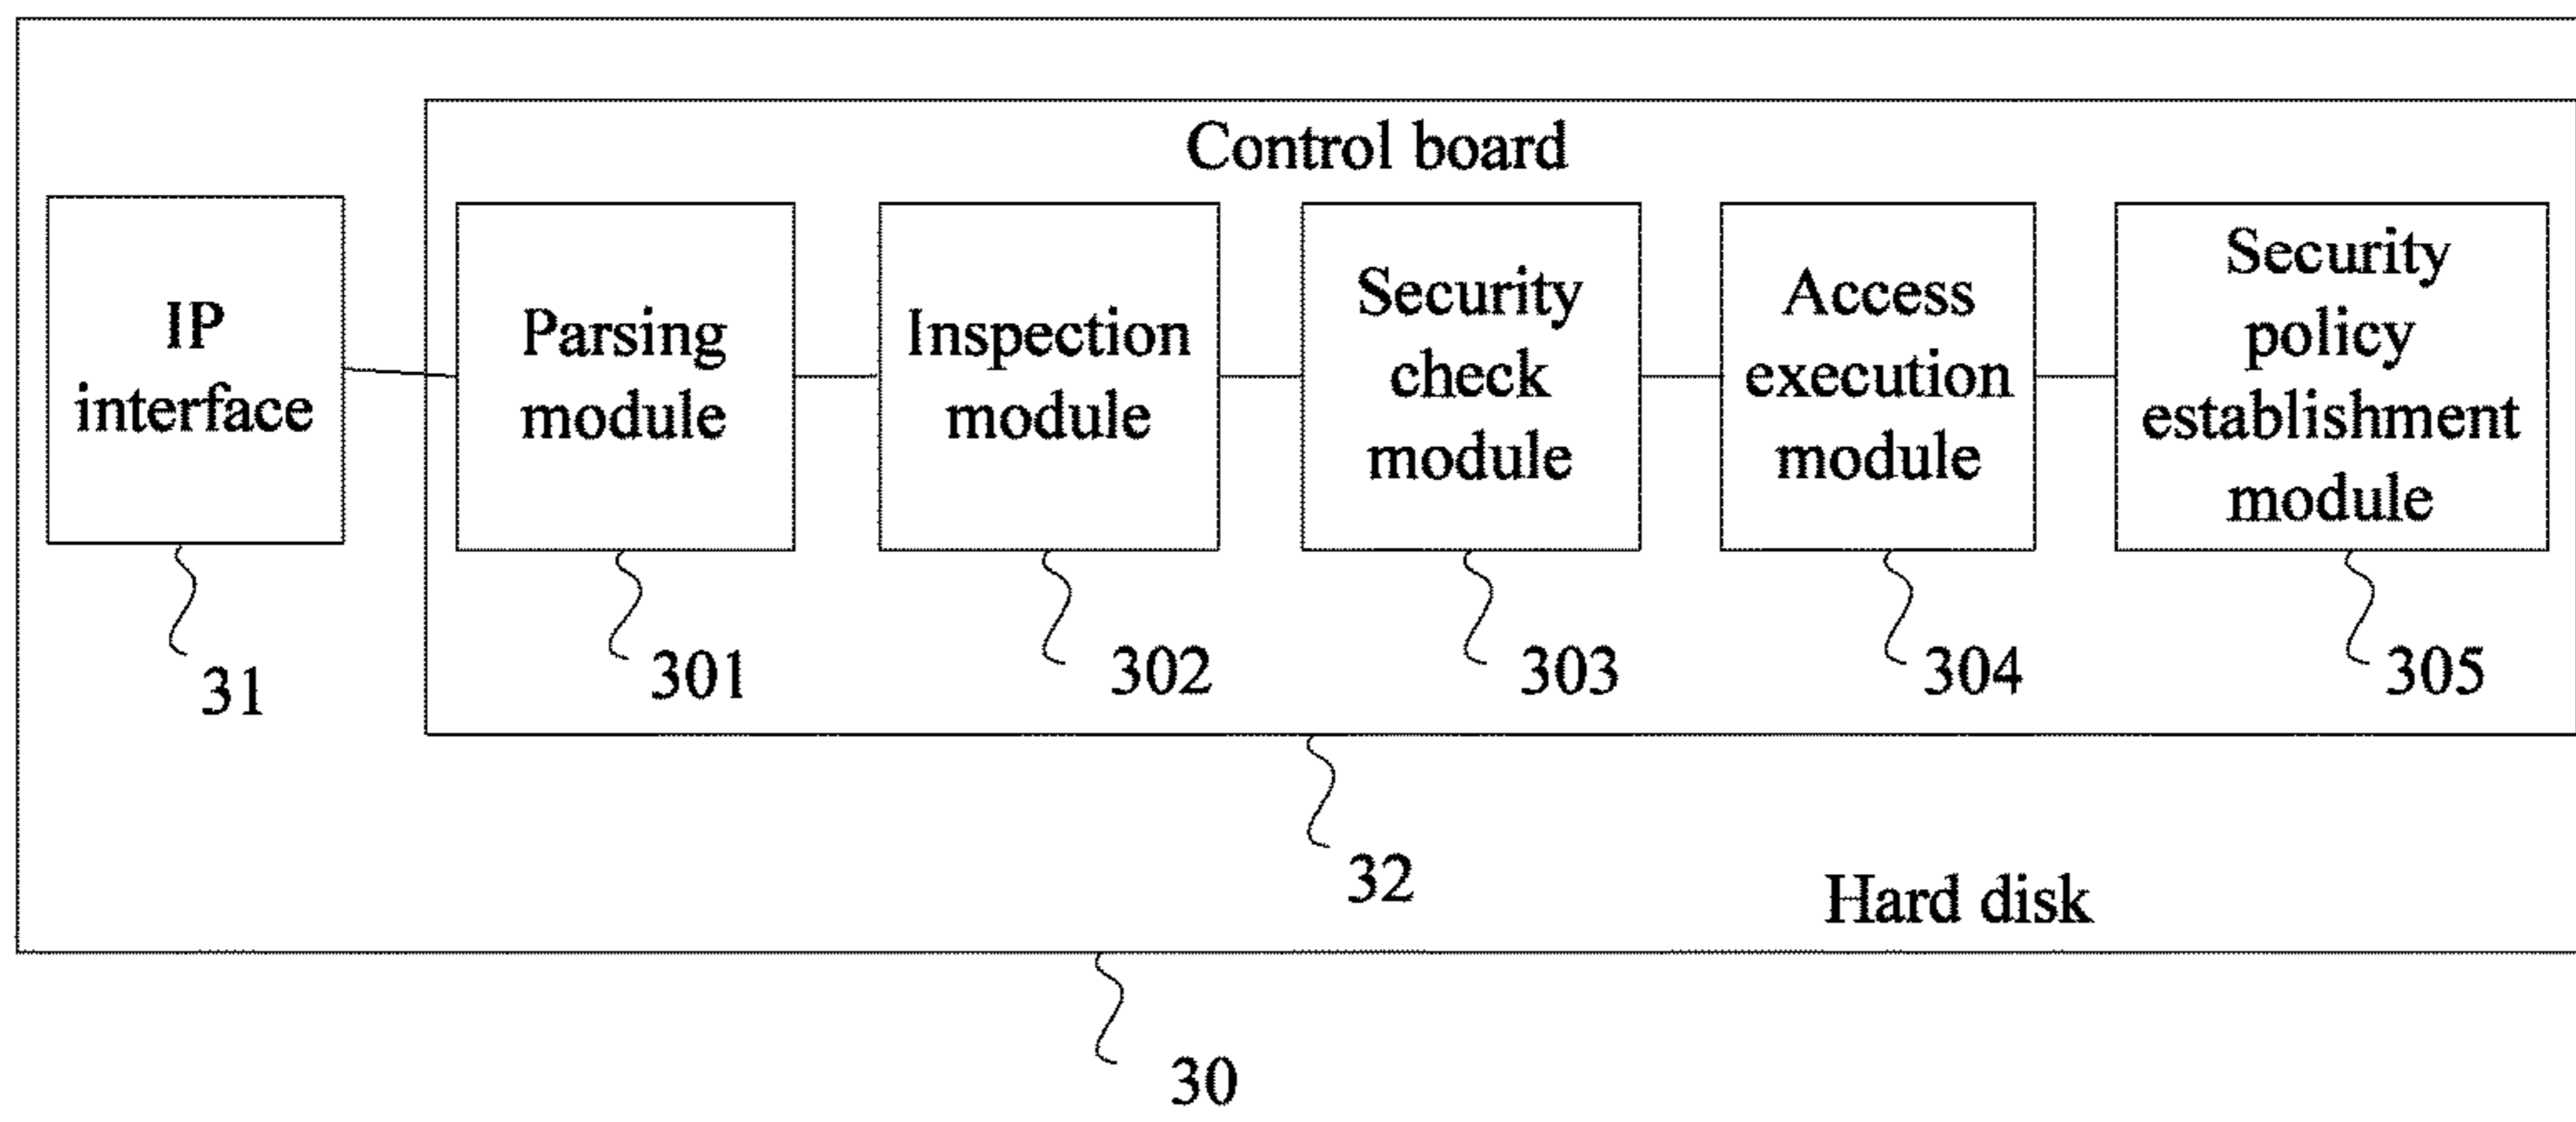 Control board
IP
interface
Parsing
module
Inspection
module
Security
check
module
Access
execution
module
Security
policy
establishment
module
31
301
302
303
304
305
32
Hard disk
30